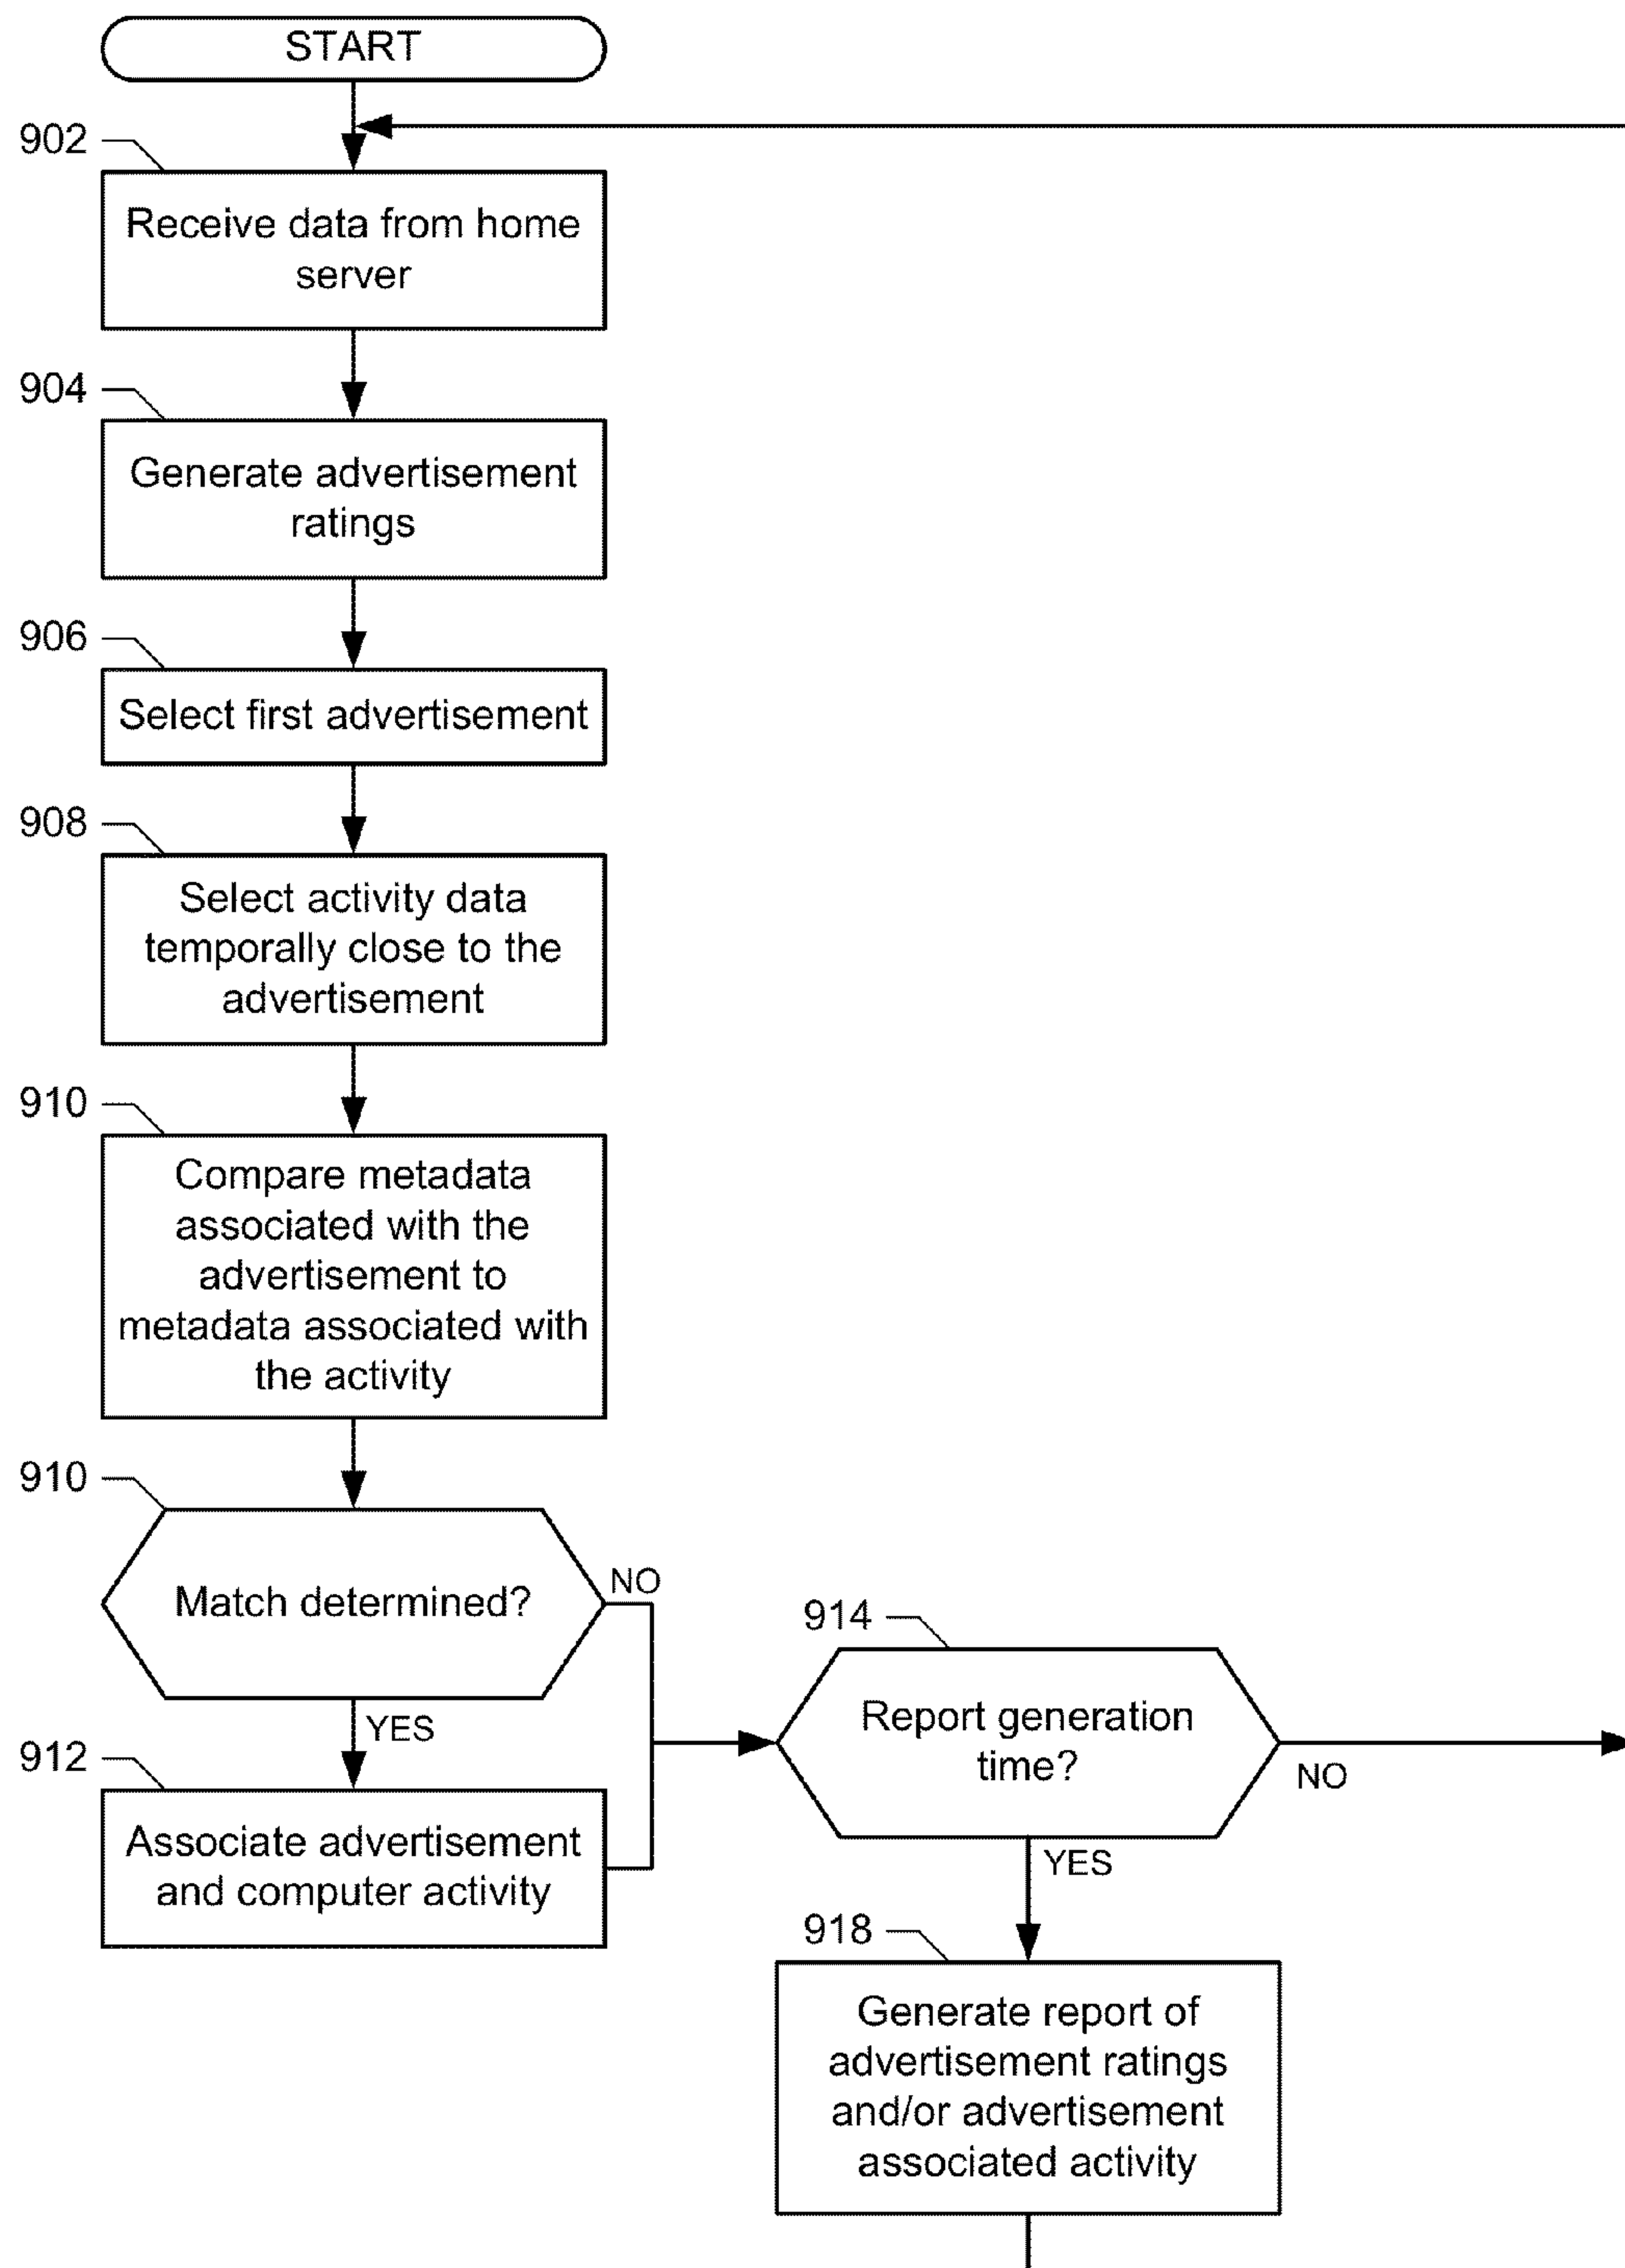 START
902
Receive data from home
server
904
Generate advertisement
ratings
906
Select first advertisement
908
Select activity data
temporally close to the
advertisement
910
Compare metadata
associated with the
advertisement to
metadata associated with
the activity
910
Match determined?
NO
YES
912
Associate advertisement
and computer activity
914
Report generation
time?
NO
YES
918
Generate report of
advertisement ratings
and/or advertisement
associated activity